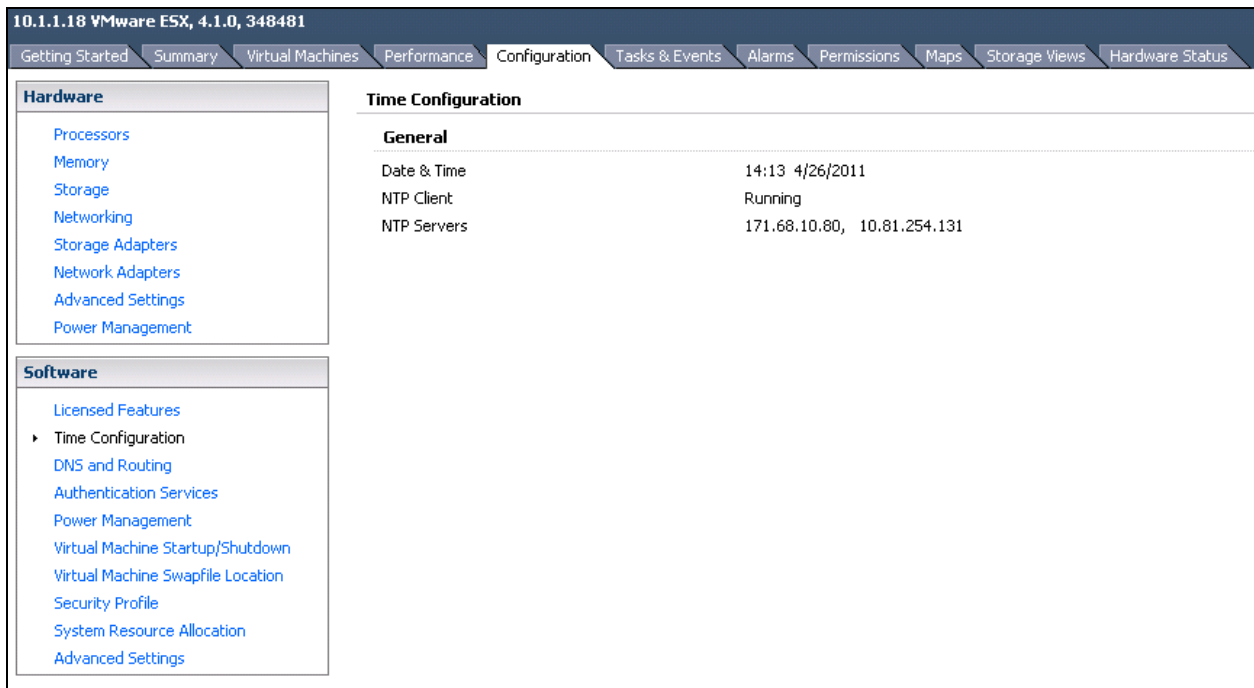 10.1.1.18 VMware ESX, 4.1.0, 348481
Getting Started Summary Virtual Machines Performance Configuration Tasks & Events Alarms Permissions Maps Storage Views Hardware Status
Hardware
Processors
Memory
Storage
Networking
Storage Adapters
Network Adapters
Advanced Settings
Power Management
Software
Licensed Features
Time Configuration
DNS and Routing
Authentication Services
Power Management
Virtual Machine Startup/Shutdown
Virtual Machine Swapfile Location
Security Profile
System Resource Allocation
Advanced Settings
Time Configuration
General
Date & Time 14:13 4/26/2011
NTP Client Running
NTP Servers 171.68.10.80, 10.81.254.131